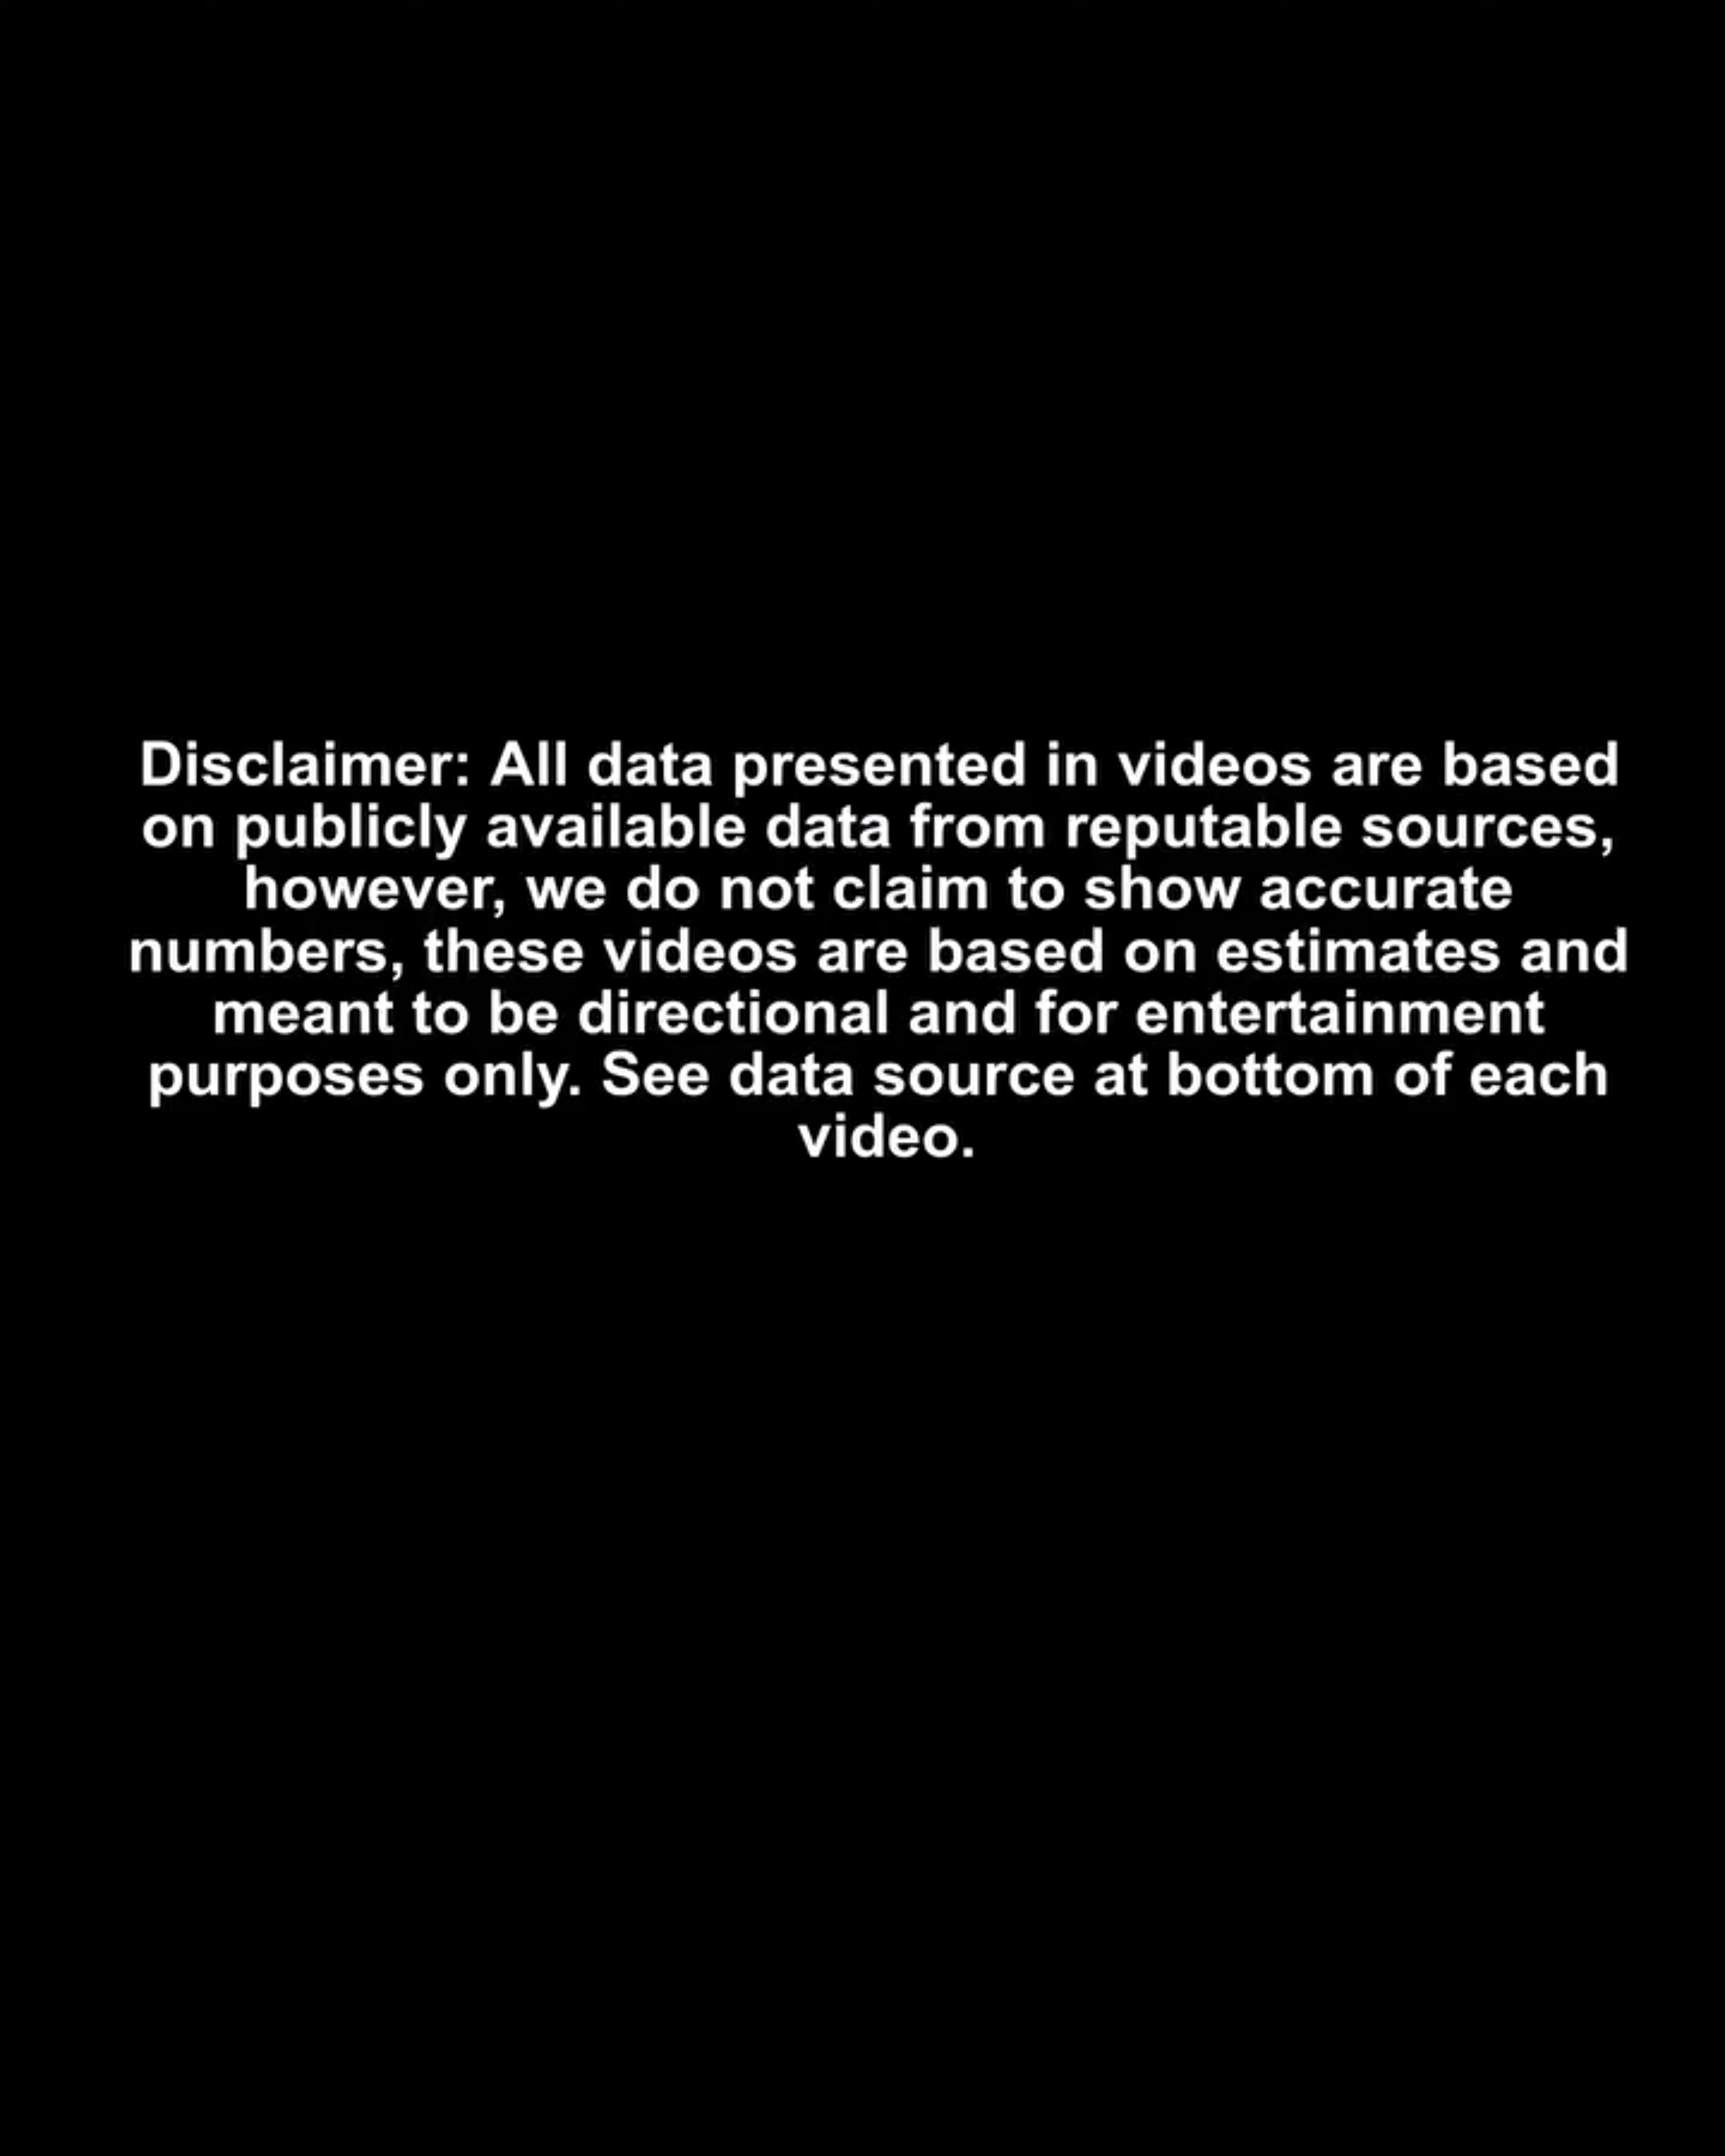 Disclaimer: All data presented in videos are based
on publicly available data from reputable sources,
however, we do not claim to show accurate
numbers, these videos are based on estimates and
meant to be directional and for entertainment
purposes only. See data source at bottom of each
video.